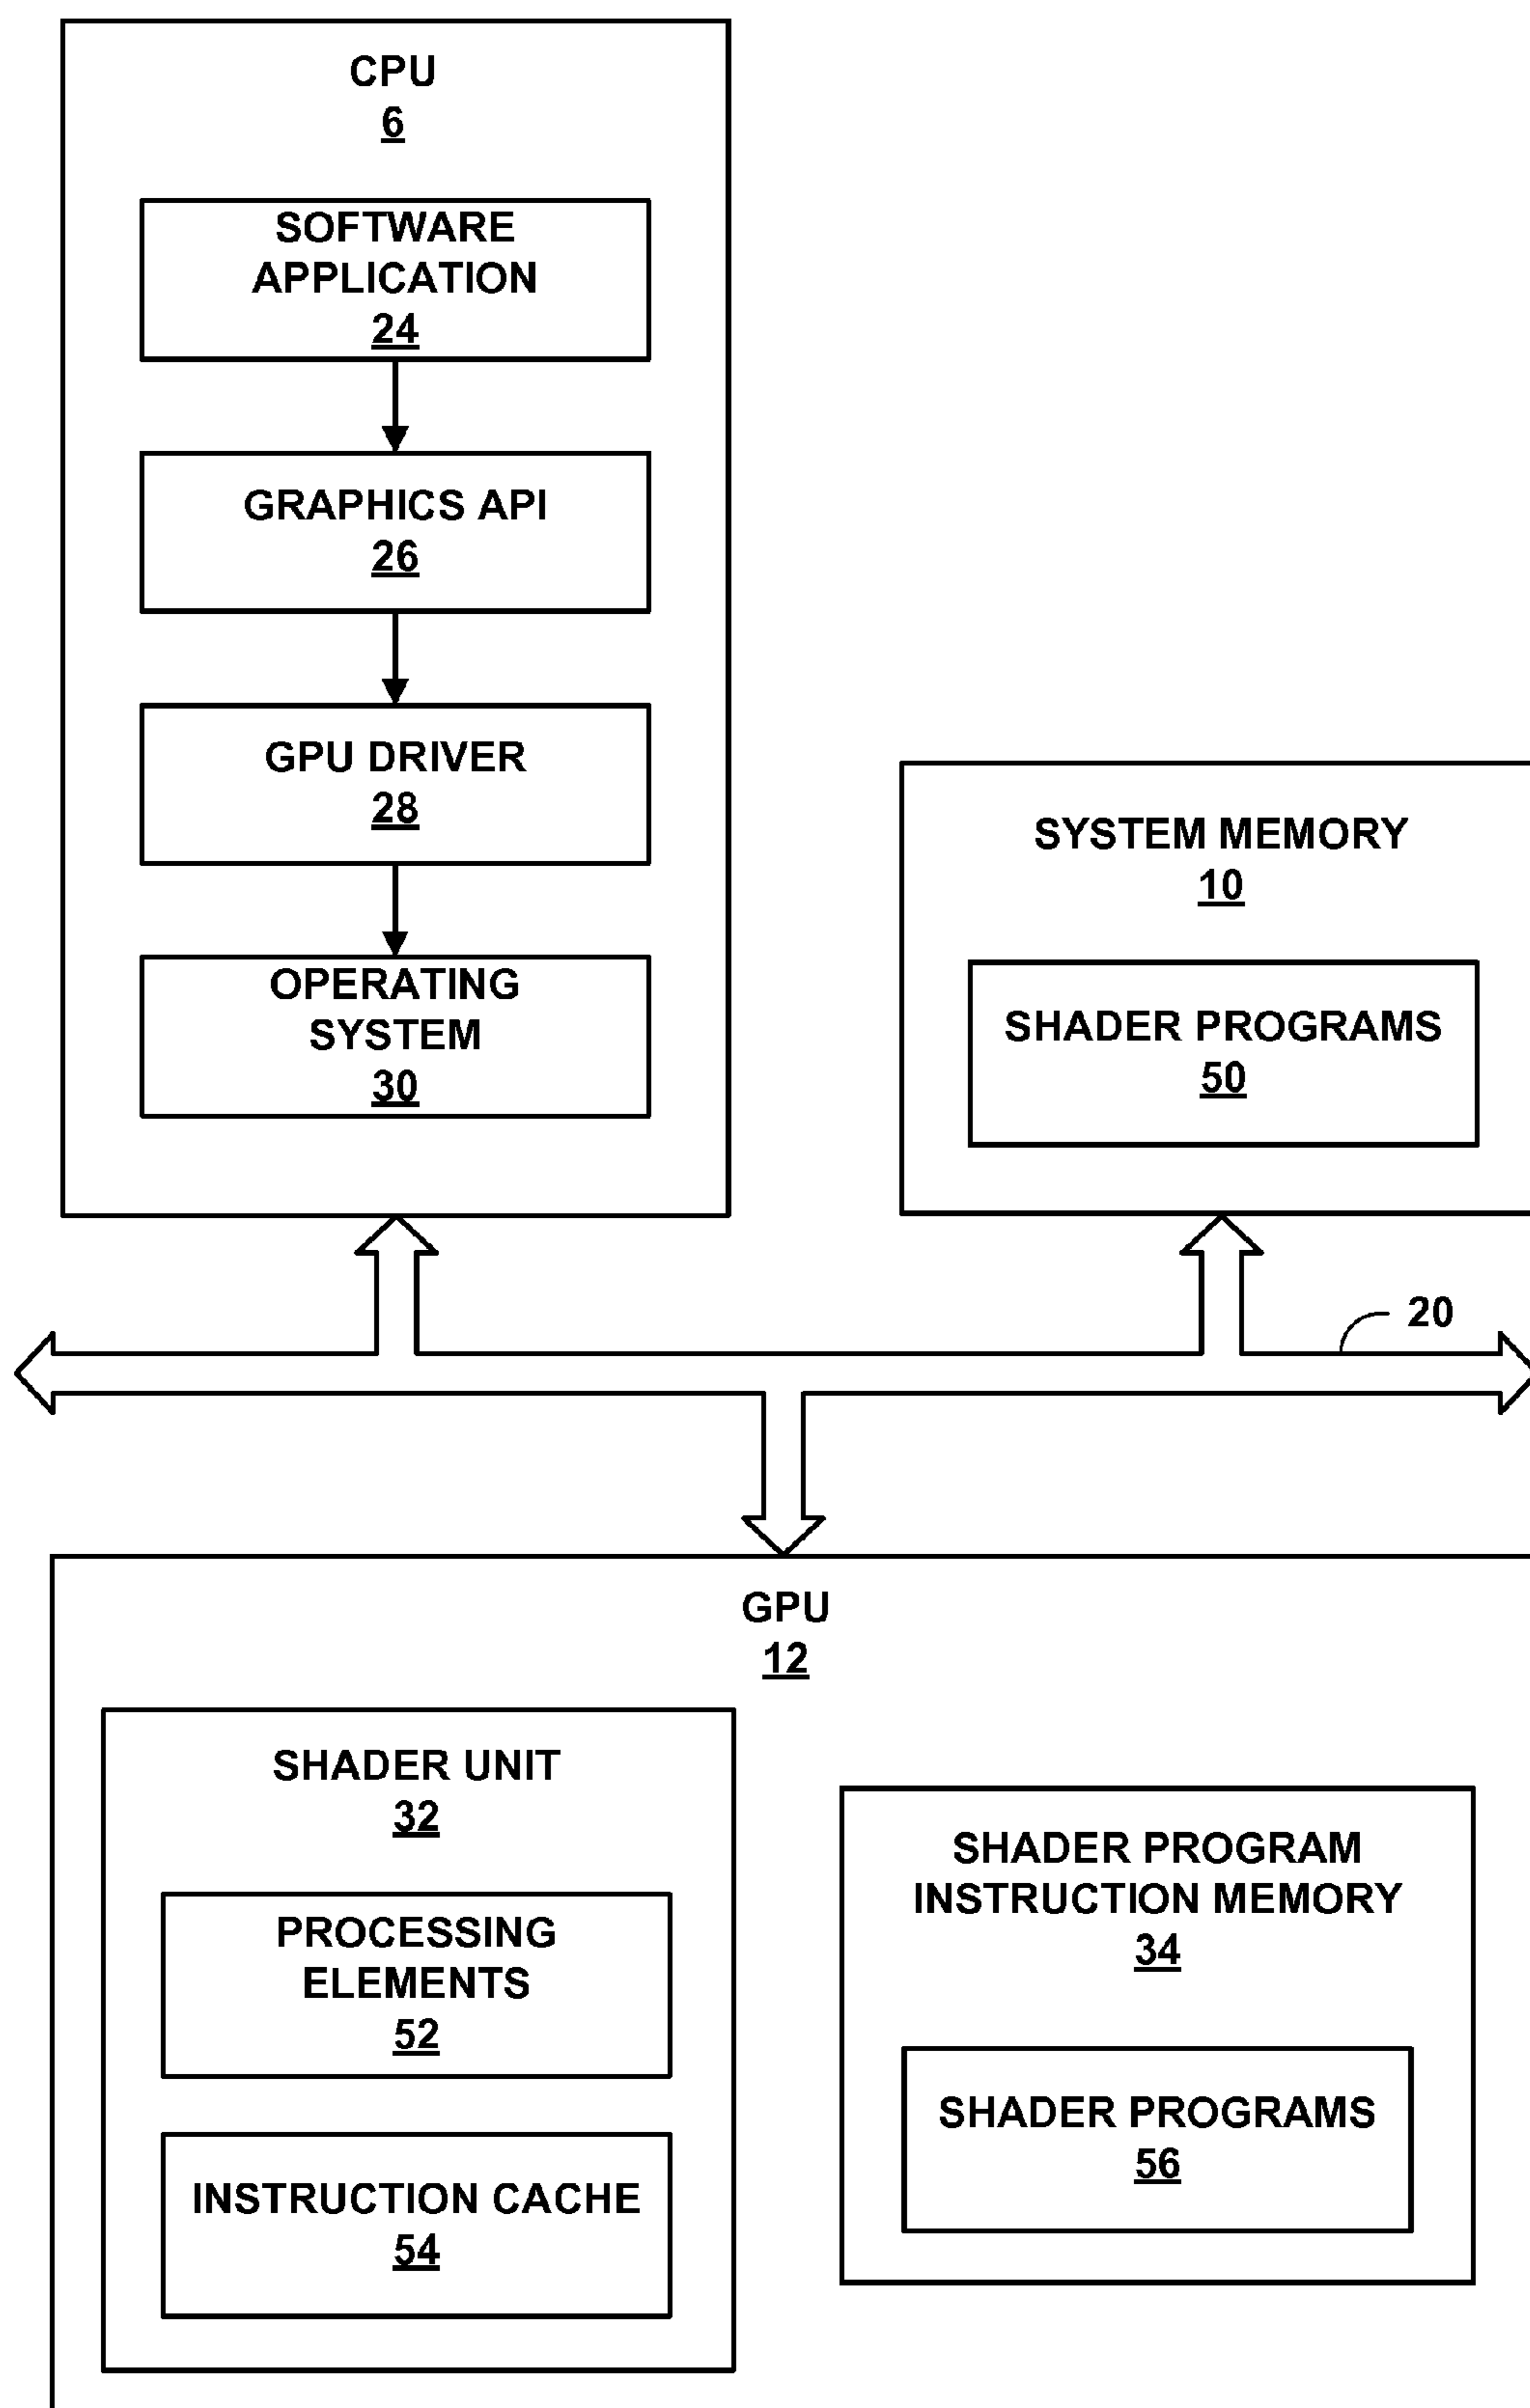 CPU
6
SOFTWARE
APPLICATION
24
GRAPHICS API
26
GPU DRIVER
28
OPERATING
SYSTEM
30
SYSTEM MEMORY
10
SHADER PROGRAMS
50
20
GPU
12
SHADER UNIT
32
PROCESSING
ELEMENTS
52
INSTRUCTION CACHE
54
SHADER PROGRAM
INSTRUCTION MEMORY
34
SHADER PROGRAMS
56